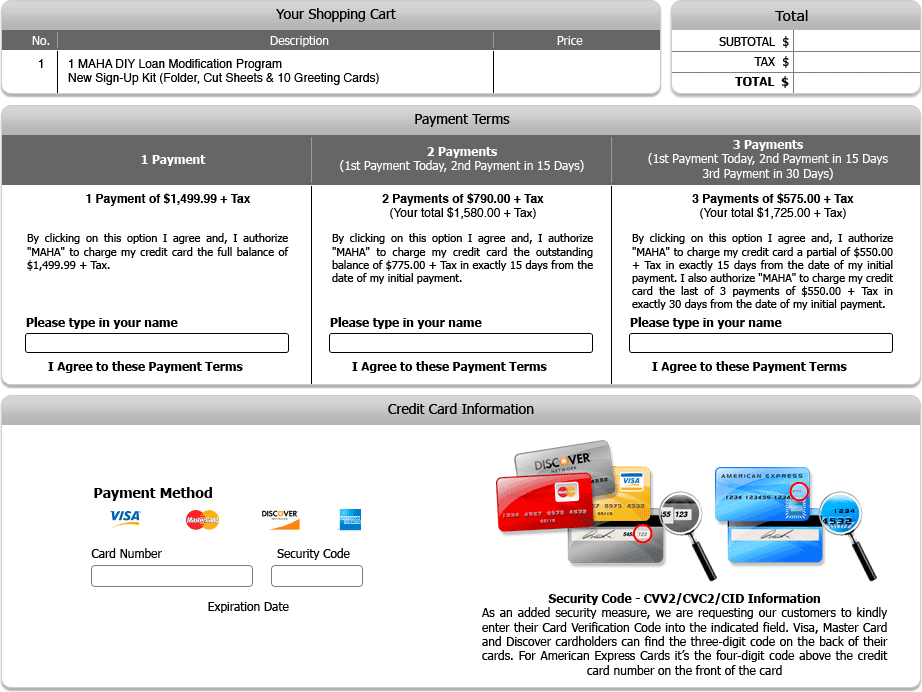 Your Shopping Cart
No. Description Price
1 1 MAHA DIY Loan Modification Program
New Sign-Up Kit (Folder, Cut Sheets & 10 Greeting Cards)
Total
SUBTOTAL $
TAX $
TOTAL $
Payment Terms
1 Payment
2 Payments
(1st Payment Today, 2nd Payment in 15 Days)
3 Payments
(1st Payment Today, 2nd Payment in 15 Days
3rd Payment in 30 Days)
1 Payment of $1,499.99 + Tax
By clicking on this option I agree and, I authorize
"MAHA" to charge my credit card the full balance of
$1,499.99 + Tax.
Please type in your name
I Agree to these Payment Terms
2 Payments of $790.00 + Tax
(Your total $1,580.00 + Tax)
By clicking on this option I agree and, I authorize
"MAHA" to charge my credit card the outstanding
balance of $775.00 + Tax in exactly 15 days from the
date of my initial payment.
Please type in your name
I Agree to these Payment Terms
3 Payments of $575.00 + Tax
(Your total $1,725.00 + Tax)
By clicking on this option I agree and, I authorize
"MAHA" to charge my credit card a partial of $550.00
+ Tax in exactly 15 days from the date of my initial
payment. I also authorize "MAHA" to charge my credit
card the last of 3 payments of $550.00 + Tax in
exactly 30 days from the date of my initial payment.
Please type in your name
I Agree to these Payment Terms
Credit Card Information
Payment Method
VISA MasterCard DISCOVER
Card Number Security Code
Expiration Date
DISCOVER
NETWORK
VISA
55 123
123
AMERICAN EXPRESS
1234
4533
Security Code - CVV2/CVC2/CID Information
As an added security measure, we are requesting our customers to kindly
enter their Card Verification Code into the indicated field. Visa, Master Card
and Discover cardholders can find the three-digit code on the back of their
cards. For American Express Cards it's the four-digit code above the credit
card number on the front of the card